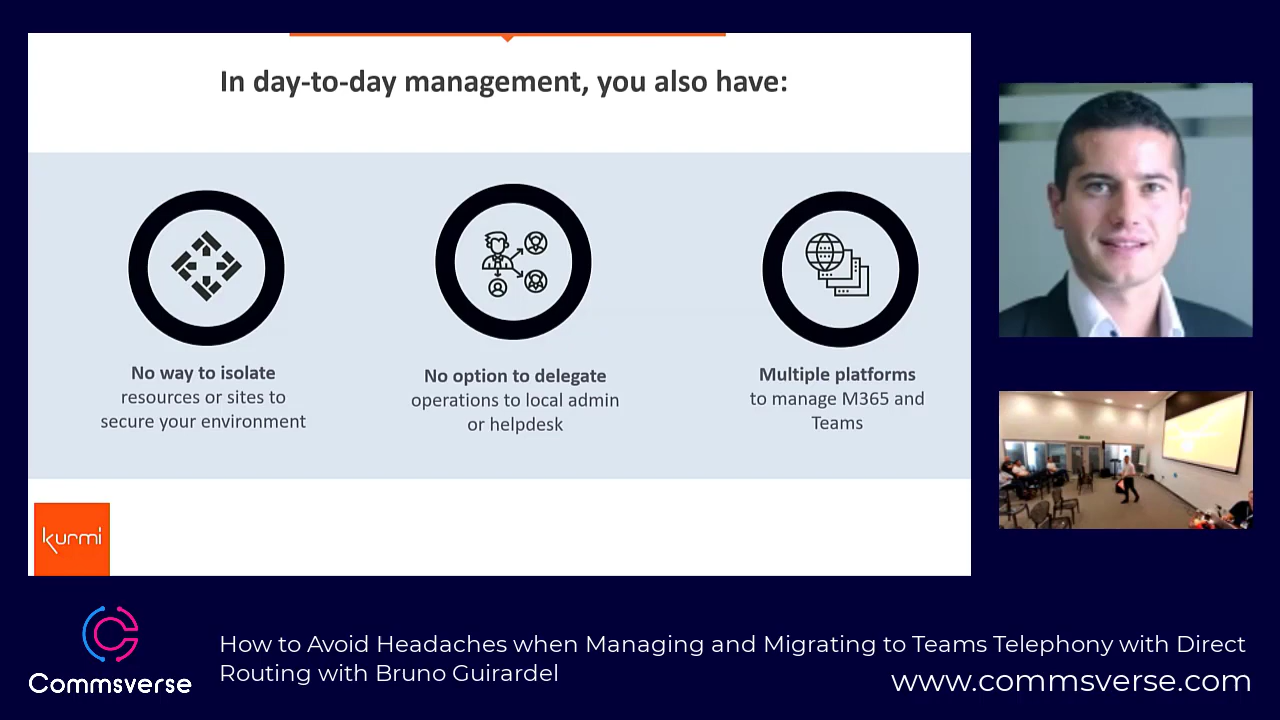 In day-to-day management, you also have:
No way to isolate
resources or sites to
secure your environment
No option to delegate
operations to local admin
or helpdesk
Multiple platforms
to manage M365 and
Teams
kurmi
Commsverse
How to Avoid Headaches when Managing and Migrating to Teams Telephony with Direct
Routing with Bruno Guirardel
www.commsverse.com